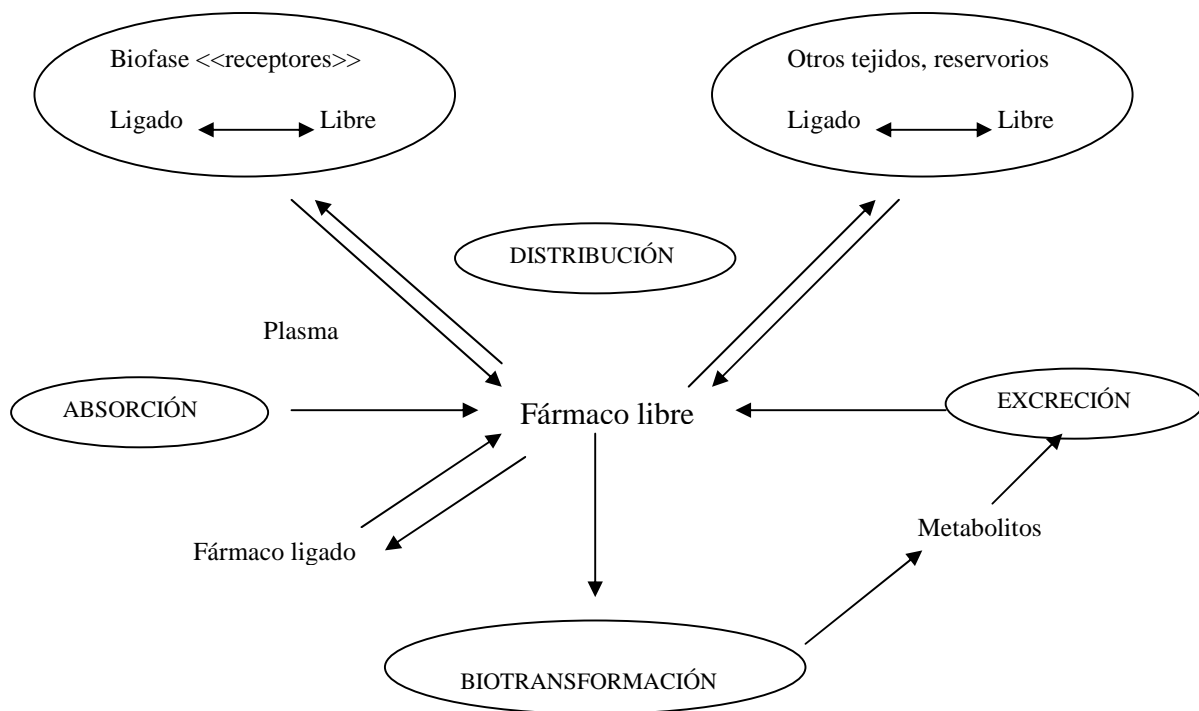 Biofase <<receptores>>
Ligado Libre
Otros tejidos, reservorios
Ligado Libre
DISTRIBUCIÓN
Plasma
ABSORCIÓN
Fármaco libre
EXCRECIÓN
Fármaco ligado
Metabolitos
BIOTRANSFORMACIÓN